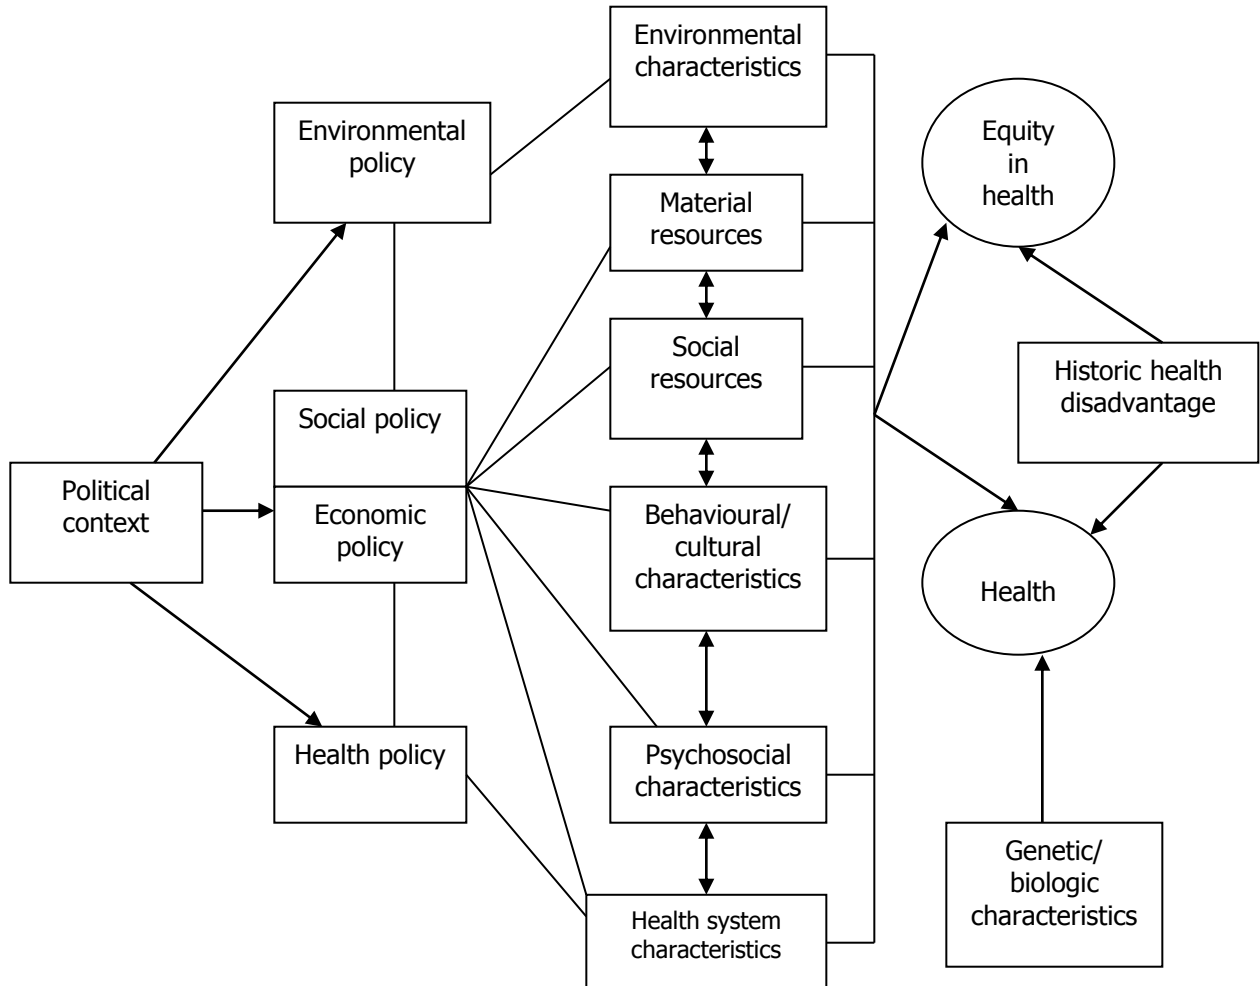 Environmental
characteristics
Environmental
policy
Equity
in
health
Material
resources
Social
resources
Historic health
disadvantage
Social policy
Political
context
Economic
policy
Behavioural/
cultural
characteristics
Health
Health policy
Psychosocial
characteristics
Genetic/
biologic
characteristics
Health system
characteristics